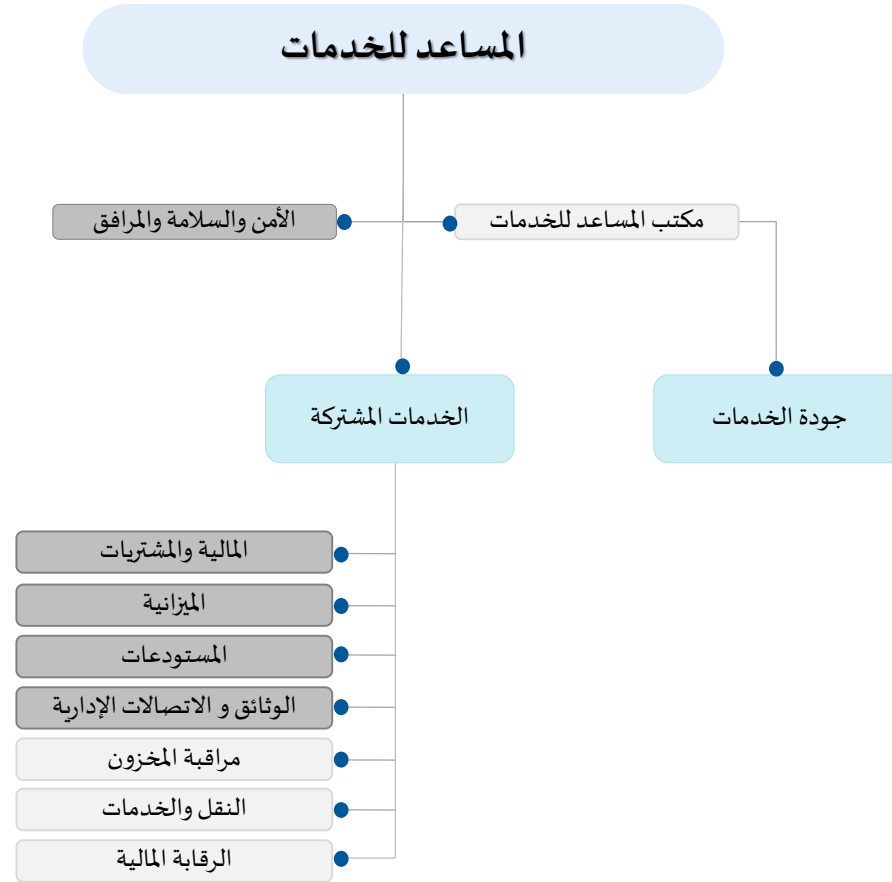 المساعد للخدمات
مكتب المساعد للخدمات
الأمن والسلامة والمرافق
جودة الخدمات
الخدمات المشتركة
المالية والمشتريات
الميزانية
المستودعات
الوثائق و الاتصالات الإدارية
مراقبة المخزون
النقل والخدمات
الرقابة المالية